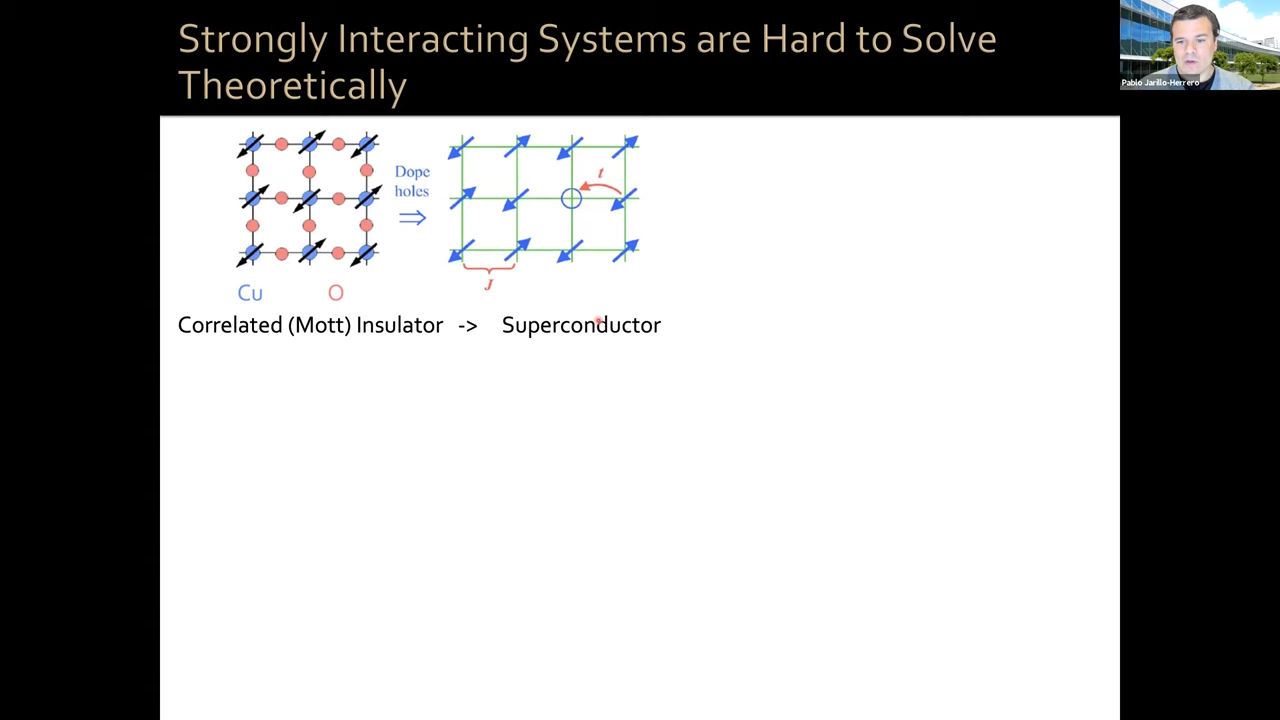 Strongly Interacting Systems are Hard to Solve
Theoretically
Pablo Jarillo-Herrero
Dope
holes
⇒
t
J
Cu O
Correlated (Mott) Insulator -> Superconductor